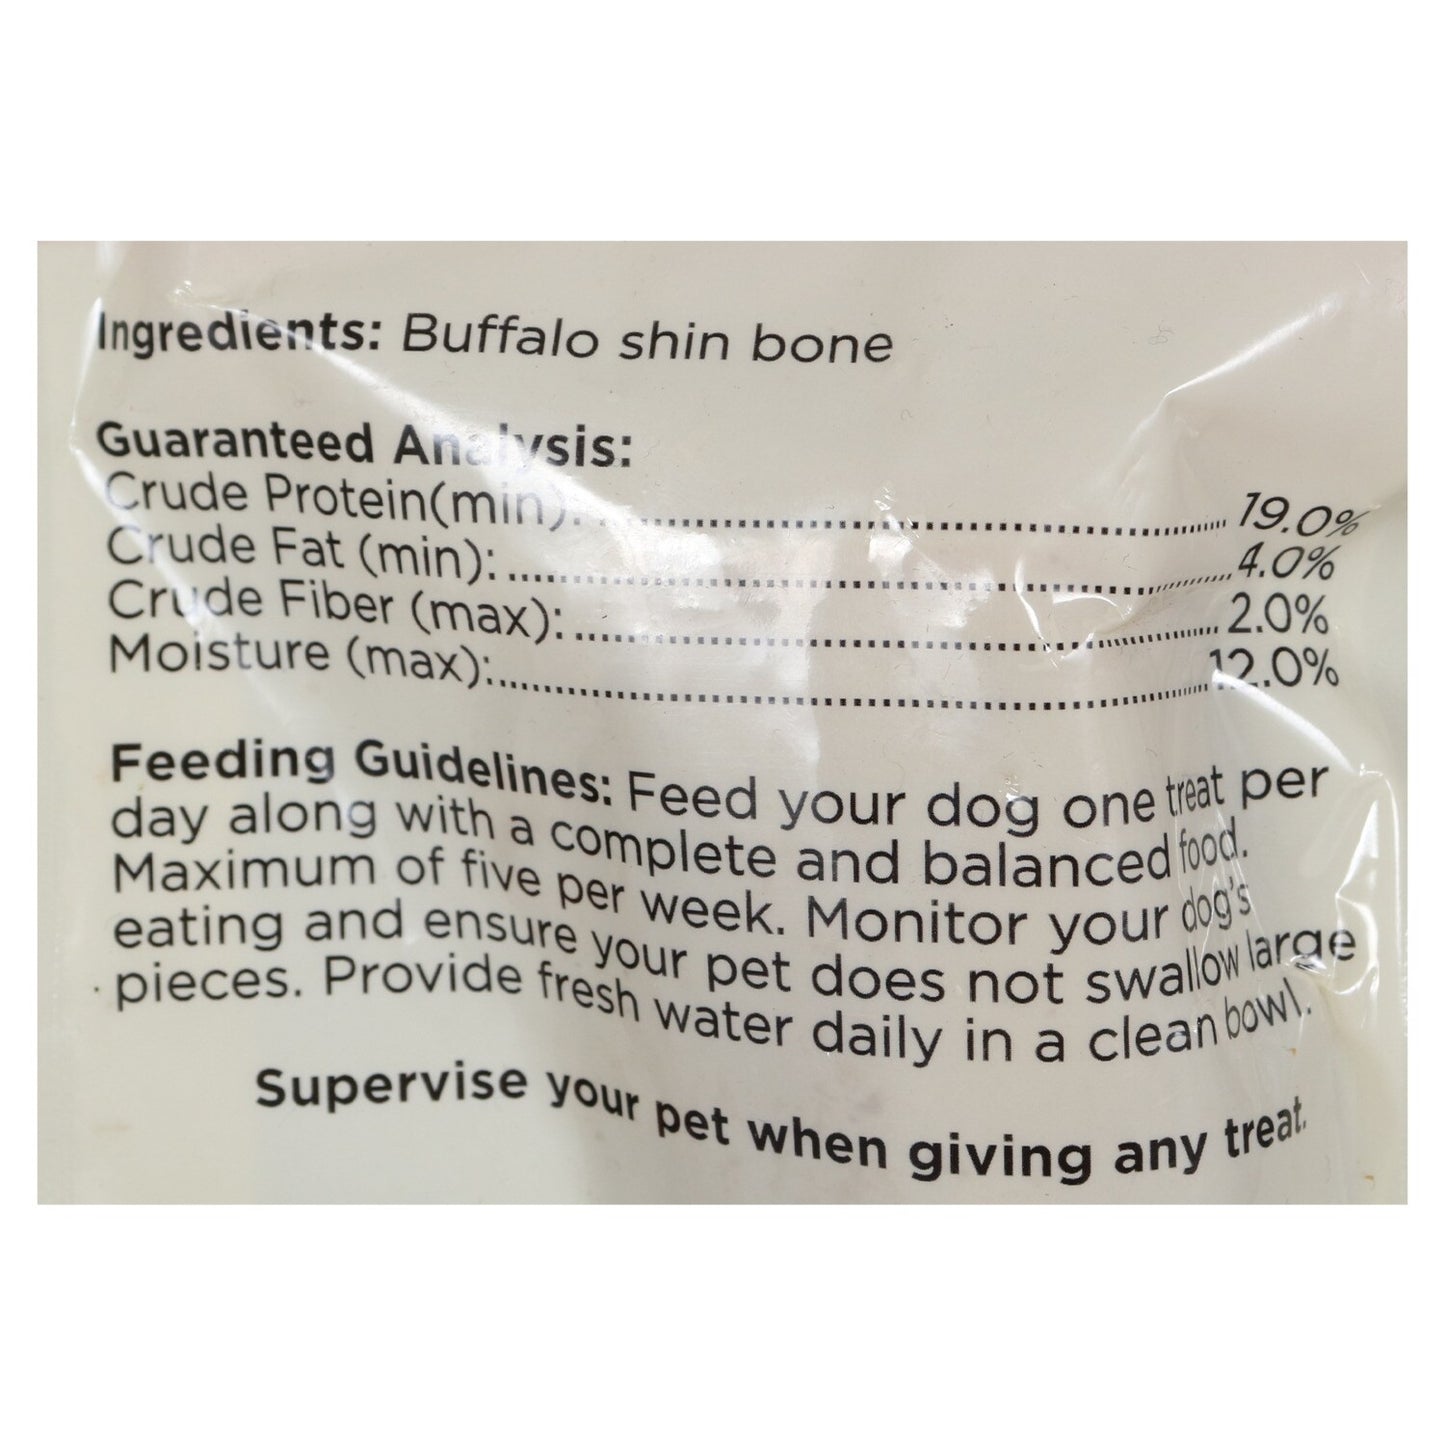 Ingredients: Buffalo shin bone
Guaranteed Analysis:
Crude Protein(min): ........................................ 19.0%
Crude Fat (min): ........................................ 4.0%
Crude Fiber (max): ........................................ 2.0%
Moisture (max): ........................................ 12.0%
Feeding Guidelines: Feed your dog one treat per
day along with a complete and balanced food.
Maximum of five per week. Monitor your dog's
eating and ensure your pet does not swallow large
pieces. Provide fresh water daily in a clean bowl.
Supervise your pet when giving any treat.